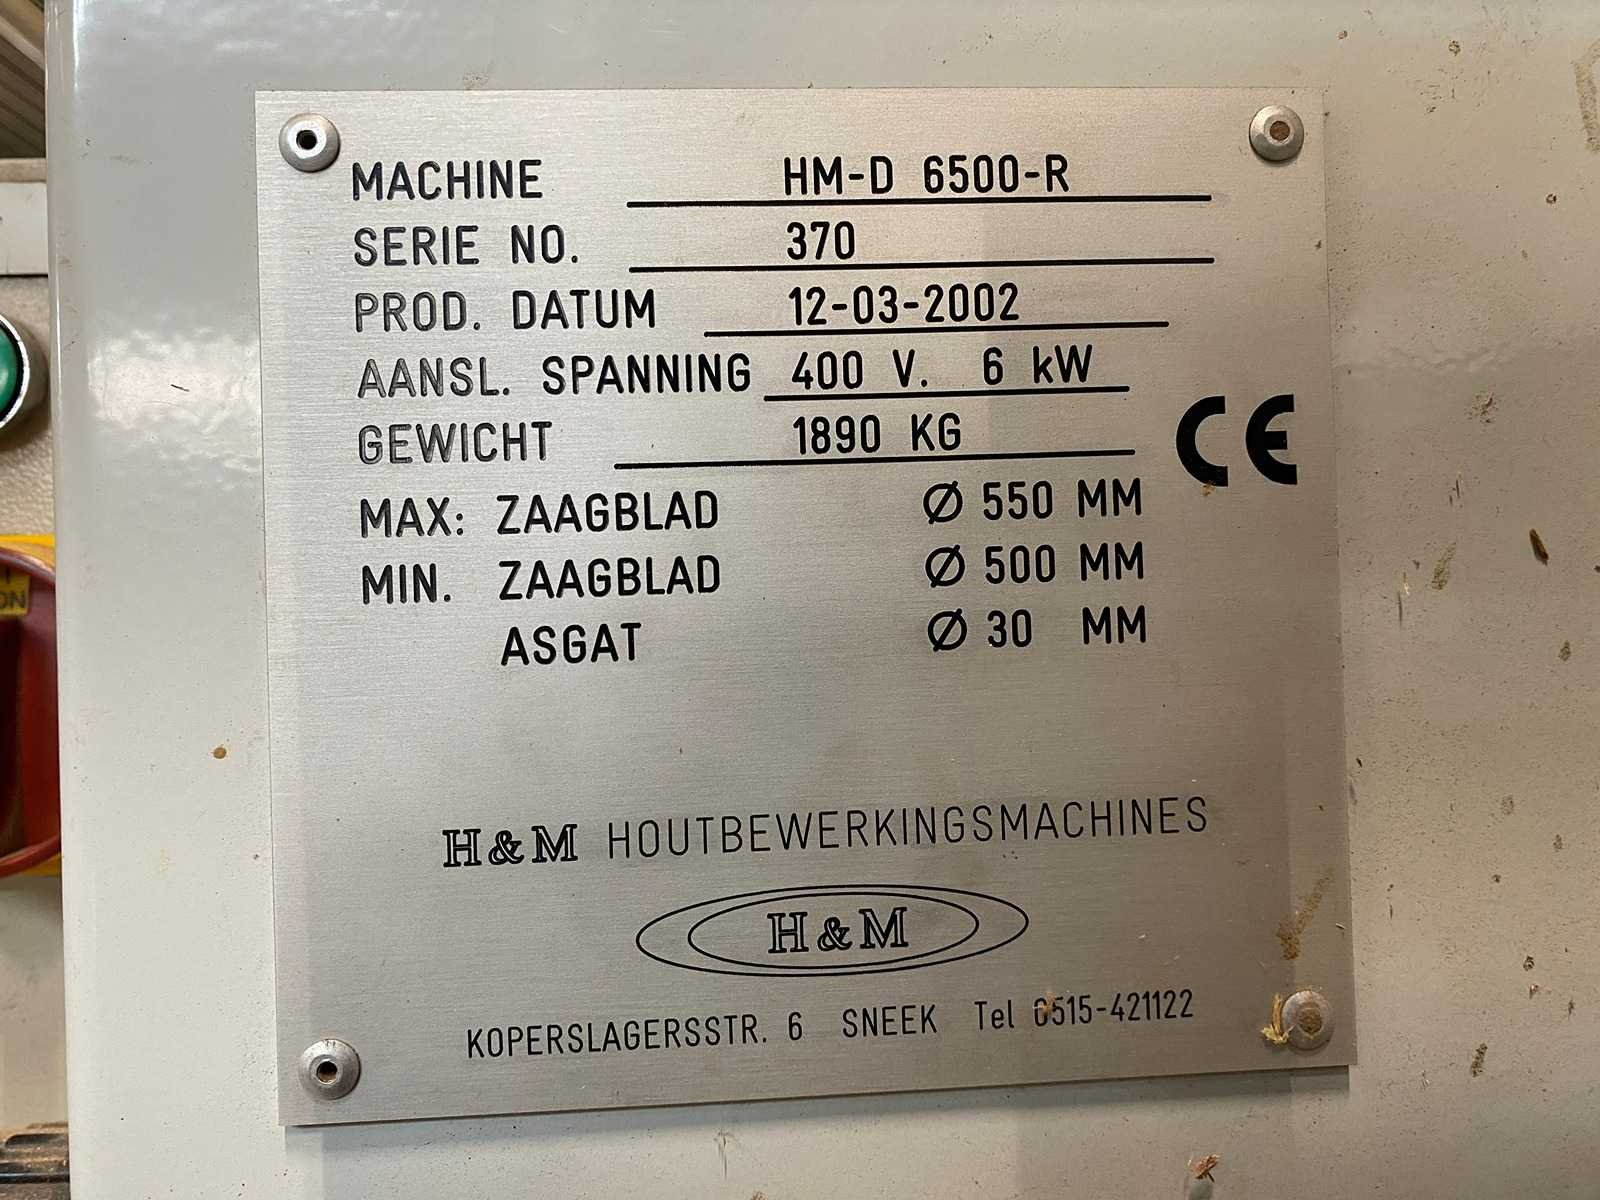 MACHINE HM-D 6500-R
SERIE NO. 370
PROD. DATUM 12-03-2002
AANSL. SPANNING 400 V. 6 kW
GEWICHT 1890 KG
CE
MAX: ZAAGBLAD Ø 550 MM
MIN. ZAAGBLAD Ø 500 MM
ASGAT Ø 30 MM
H&M HOUTBEWERKINGSMACHINES
H&M
KOPERSLAGERSSTR. 6 SNEEK Tel 0515-421122
ON